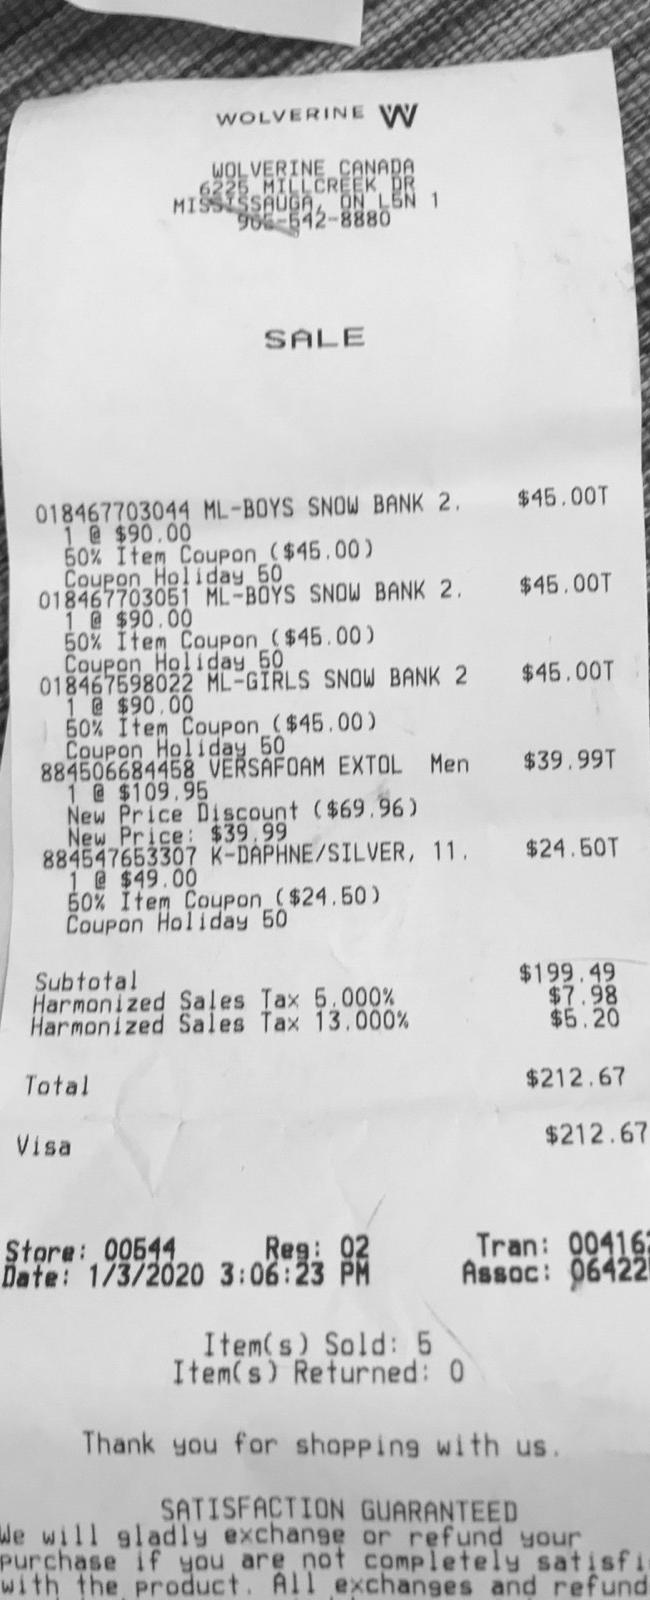 WOLVERINE W
WOLVERINE CANADA
6225 MILLCREEK DR
MISSISSAUGA, ON L5N 1
905-542-8880
SALE
018467703044 ML-BOYS SNOW BANK 2. $45.00T
1 @ $90.00
50% Item Coupon ($45.00)
Coupon Holiday 50
018467703051 ML-BOYS SNOW BANK 2. $45.00T
1 @ $90.00
50% Item Coupon ($45.00)
Coupon Holiday 50
018467598022 ML-GIRLS SNOW BANK 2 $45.00T
1 @ $90.00
50% Item Coupon ($45.00)
Coupon Holiday 50
884506684458 VERSAFOAM EXTOL Men $39.99T
1 @ $109.95
New Price Discount ($69.96)
New Price: $39.99
884547653307 K-DAPHNE/SILVER, 11. $24.50T
1 @ $49.00
50% Item Coupon ($24.50)
Coupon Holiday 50
Subtotal $199.49
Harmonized Sales Tax 5.000% $7.98
Harmonized Sales Tax 13.000% $5.20
Total $212.67
Visa $212.67
Store: 00544 Reg: 02 Tran: 00416
Date: 1/3/2020 3:06:23 PM Assoc: 06422
Item(s) Sold: 5
Item(s) Returned: 0
Thank you for shopping with us.
SATISFACTION GUARANTEED
We will gladly exchange or refund your
purchase if you are not completely satisfi
with the product. All exchanges and refund